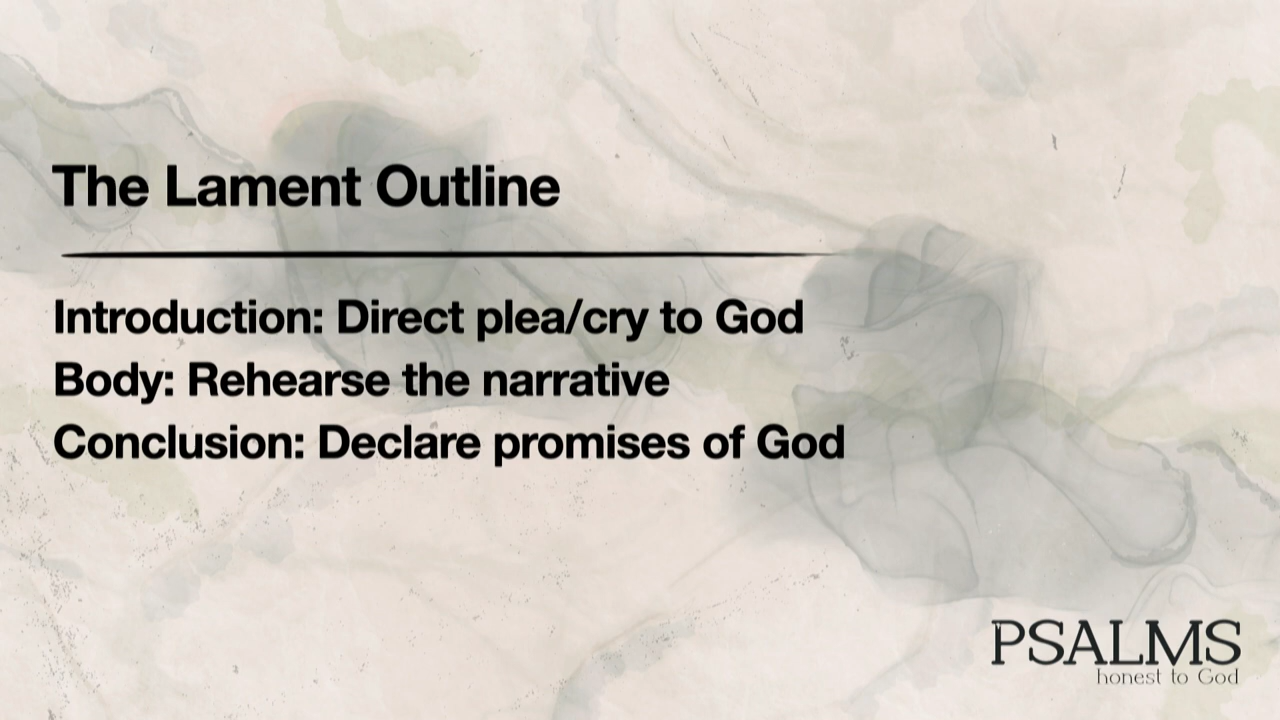 The Lament Outline
Introduction: Direct plea/cry to God
Body: Rehearse the narrative
Conclusion: Declare promises of God
PSALMS
honest to God